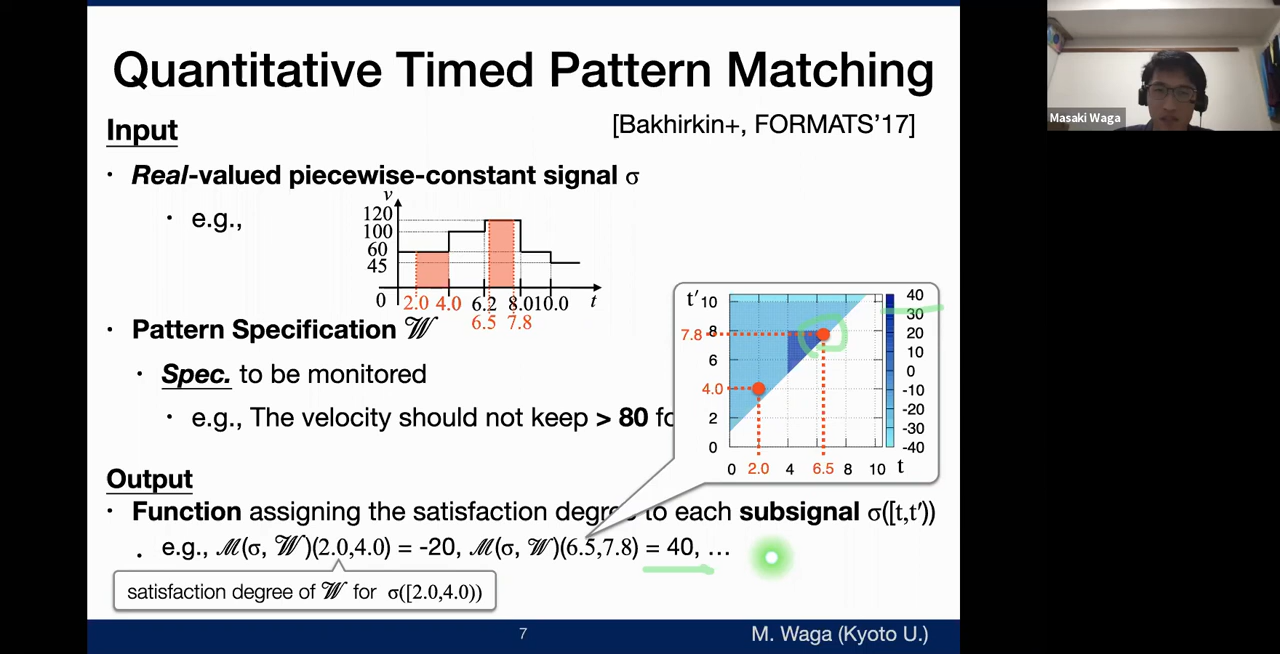 Quantitative Timed Pattern Matching
[Bakhirkin+, FORMATS'17]
Input
• Real-valued piecewise-constant signal σ
• e.g.,
v
120
100
60
45
0 2.0 4.0 6.2 8.0 10.0 t
6.5 7.8
• Pattern Specification 𝒲
• Spec. to be monitored
• e.g., The velocity should not keep > 80 fo
Output
• Function assigning the satisfaction degree to each subsignal σ([t,t′))
• e.g., ℳ(σ, 𝒲)(2.0,4.0) = -20, ℳ(σ, 𝒲)(6.5,7.8) = 40, ...
satisfaction degree of 𝒲 for σ([2.0,4.0))
t′
10
8
7.8
6
4.0
2
0
0 2.0 4 6.5 8 10 t
40
30
20
10
0
-10
-20
-30
-40
7
M. Waga (Kyoto U.)
Masaki Waga